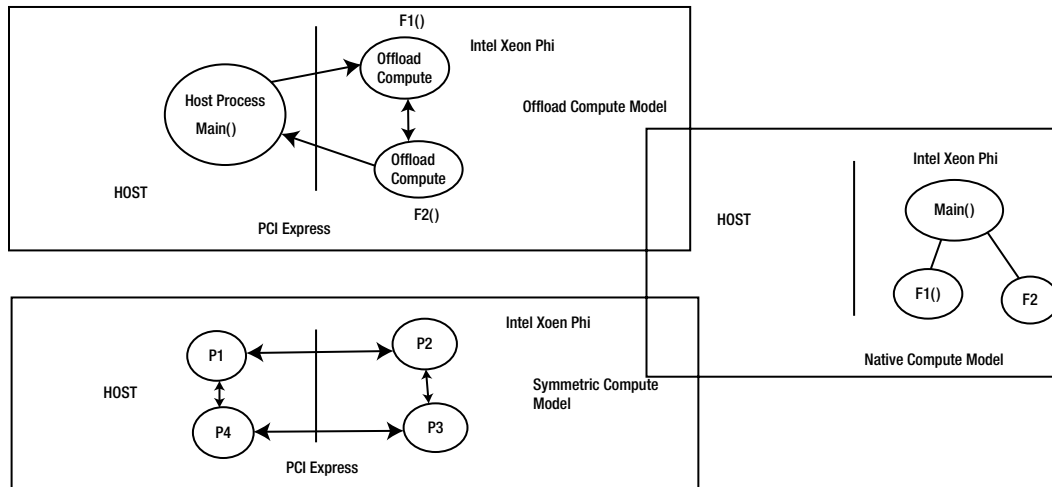 F1()
Intel Xeon Phi
Offload
Compute
Host Process
Main()
Offload Compute Model
Offload
Compute
HOST
F2()
PCI Express
Intel Xeon Phi
Main()
HOST
F1()
F2
Native Compute Model
Intel Xoen Phi
P1
P2
HOST
Symmetric Compute
Model
P4
P3
PCI Express